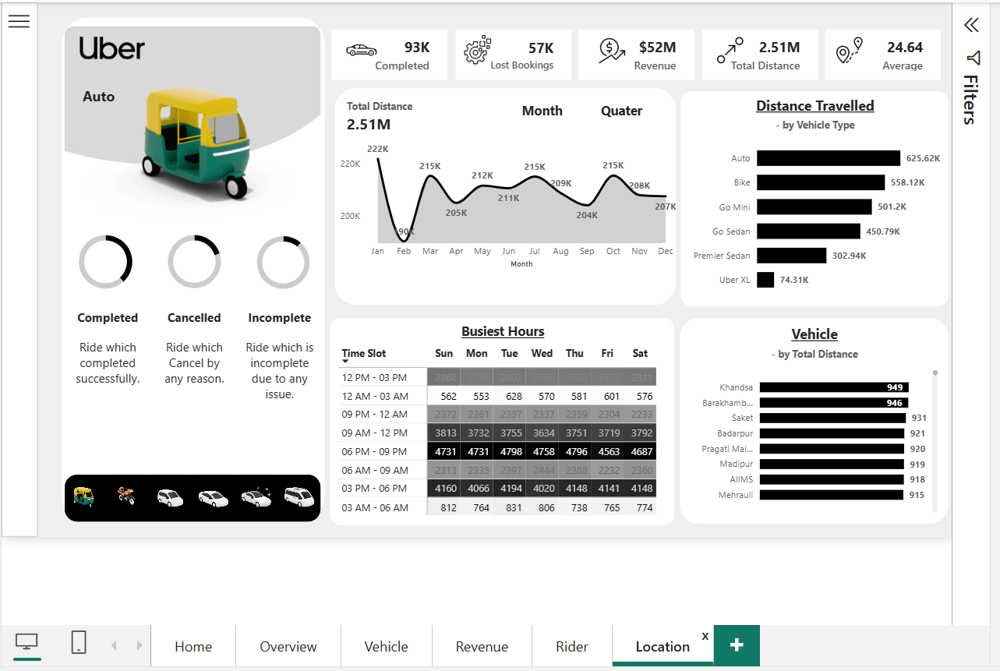 Uber
Auto
93K
Completed
57K
Lost Bookings
$52M
Revenue
2.51M
Total Distance
24.64
Average
Filters
Total Distance
2.51M
Month
Quater
222K
220K
215K
212K
215K
209K
215K
208K
211K
205K
204K
207K
200K
90K
Jan Feb Mar Apr May Jun Jul Aug Sep Oct Nov Dec
Month
Distance Travelled
- by Vehicle Type
Auto 625.62K
Bike 558.12K
Go Mini 501.2K
Go Sedan 450.79K
Premier Sedan 302.94K
Uber XL 74.31K
Completed
Ride which
completed
successfully.
Cancelled
Ride which
Cancel by
any reason.
Incomplete
Ride which is
incomplete
due to any
issue.
Busiest Hours
Time Slot Sun Mon Tue Wed Thu Fri Sat
12 PM - 03 PM 2868 2726 2802 2766 2762 2772 2811
12 AM - 03 AM 562 553 628 570 581 601 576
09 PM - 12 AM 2372 2361 2337 2337 2359 2304 2233
09 AM - 12 PM 3813 3732 3755 3634 3751 3719 3792
06 PM - 09 PM 4731 4731 4798 4758 4796 4563 4687
06 AM - 09 AM 2313 2335 2397 2444 2388 2232 2360
03 PM - 06 PM 4160 4066 4194 4020 4148 4141 4148
03 AM - 06 AM 812 764 831 806 738 765 774
Vehicle
- by Total Distance
Khandsa 949
Barakhamb... 946
Saket 931
Badarpur 921
Pragati Mai... 920
Madipur 919
AIIMS 918
Mehrauli 915
Home
Overview
Vehicle
Revenue
Rider
Location
x
+